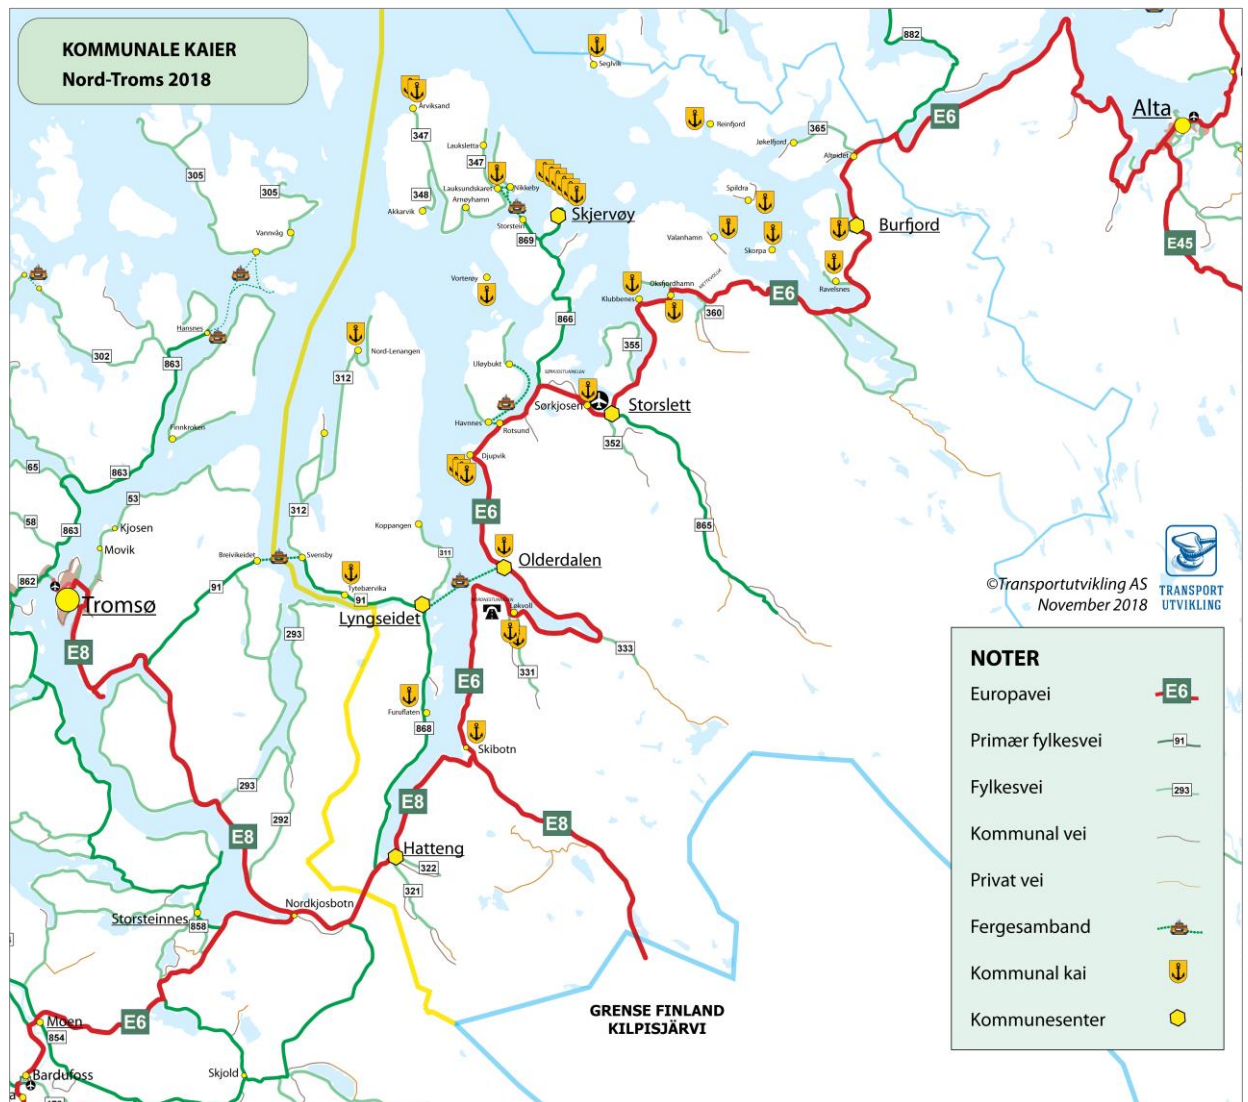 KOMMUNALE KAIER
Nord-Troms 2018
882
Seglvik
Arviksand
E6
Alta
347
Reinfjord
365
Jøkelfjord
Alteidet
Lauksletta
347
305
305
Lauksundskaret
Nikkeby
348
Akkarvik
Årnøyhamn
Storstein
Skjervøy
Spildra
Burfjord
Vannvåg
869
Valanhamn
Skorpa
E45
Vorterøy
Ravelsnes
Oksfjordhamn
Klubbenes
E6
360
Hansnes
866
355
302
863
Nord-Lenangen
312
Uløybukt
Sørkjosen
Storslett
Finnkroken
Havnnes
Rotsund
352
65
863
Djupvik
53
58
863
312
E6
Koppangen
865
Kjosen
Movik
Breivikeidet
Svensby
311
Olderdalen
862
91
Tytebærvika
91
©Transportutvikling AS
November 2018
TRANSPORT
UTVIKLING
Tromsø
Lyngseidet
Løkvoll
293
E8
333
331
NOTER
E6
Europavei
E6
Furuflaten
868
Primær fylkesvei
91
Skibotn
Fylkesvei
293
293
292
E8
E8
E8
Kommunal vei
Hatteng
322
321
Privat vei
Nordkjosbotn
Storsteinnes
858
Fergesamband
Kommunal kai
GRENSE FINLAND
KILPISJÄRVI
Kommunesenter
Moen
E6
854
Bardufoss
Skjold